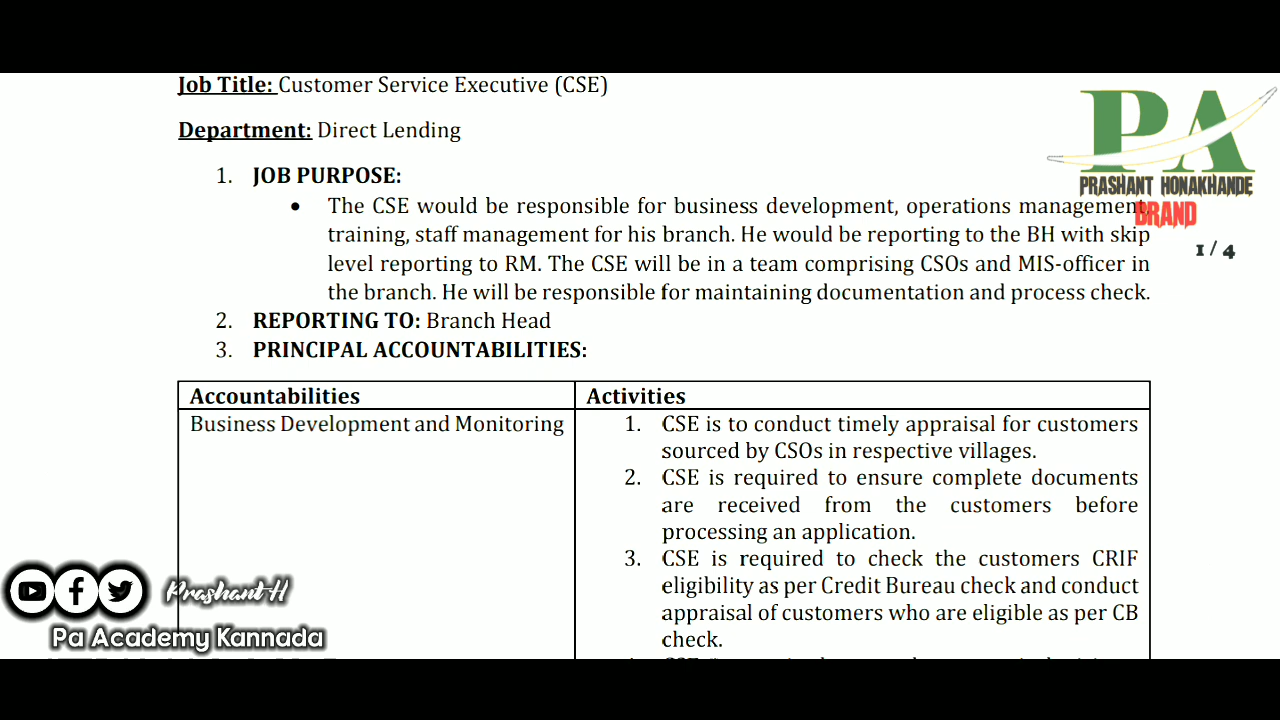 Job Title: Customer Service Executive (CSE)
Department: Direct Lending
1. JOB PURPOSE:
• The CSE would be responsible for business development, operations management,
training, staff management for his branch. He would be reporting to the BH with skip
level reporting to RM. The CSE will be in a team comprising CSOs and MIS-officer in
the branch. He will be responsible for maintaining documentation and process check.
2. REPORTING TO: Branch Head
3. PRINCIPAL ACCOUNTABILITIES:
Accountabilities
Activities
Business Development and Monitoring
1. CSE is to conduct timely appraisal for customers
sourced by CSOs in respective villages.
2. CSE is required to ensure complete documents
are received from the customers before
processing an application.
3. CSE is required to check the customers CRIF
eligibility as per Credit Bureau check and conduct
appraisal of customers who are eligible as per CB
check.
PA
PRASHANT HONAKHANDE
BRAND
1 / 4
Prashant H
Pa Academy Kannada